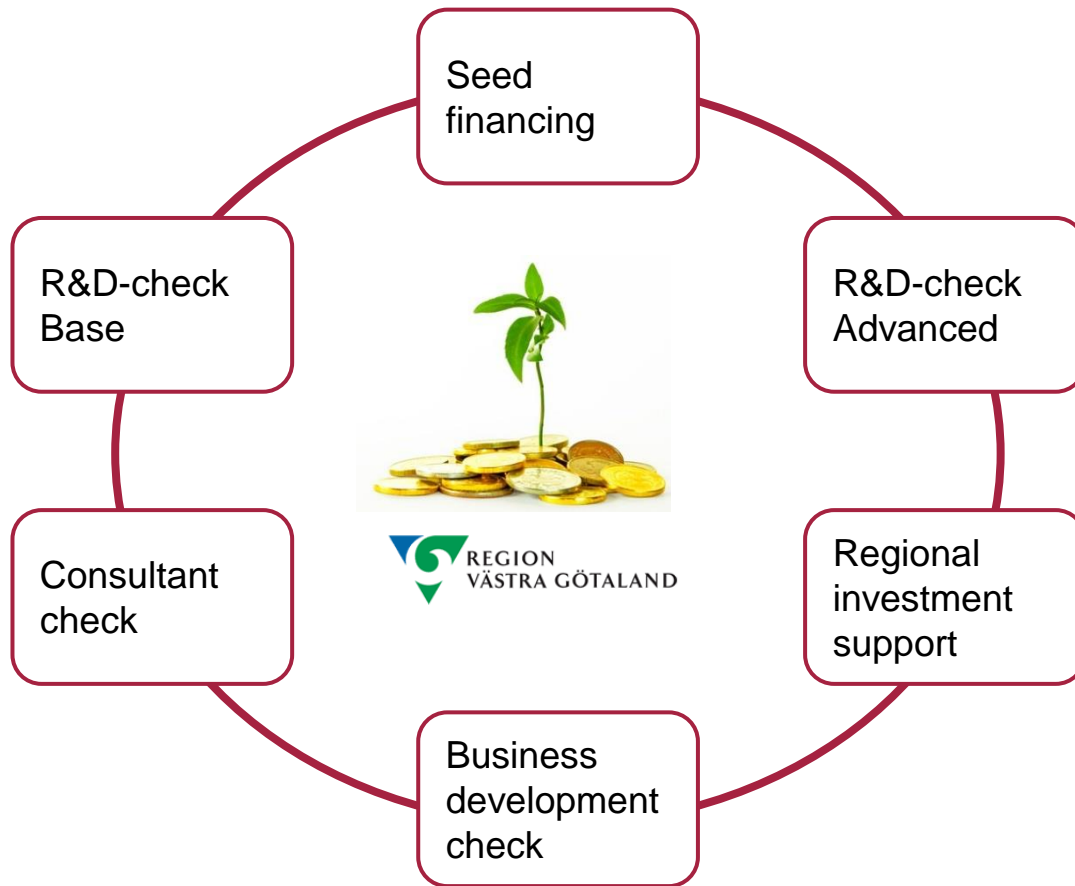 Seed
financing
R&D-check
Base
R&D-check
Advanced
REGION
VÄSTRA GÖTALAND
Consultant
check
Regional
investment
support
Business
development
check